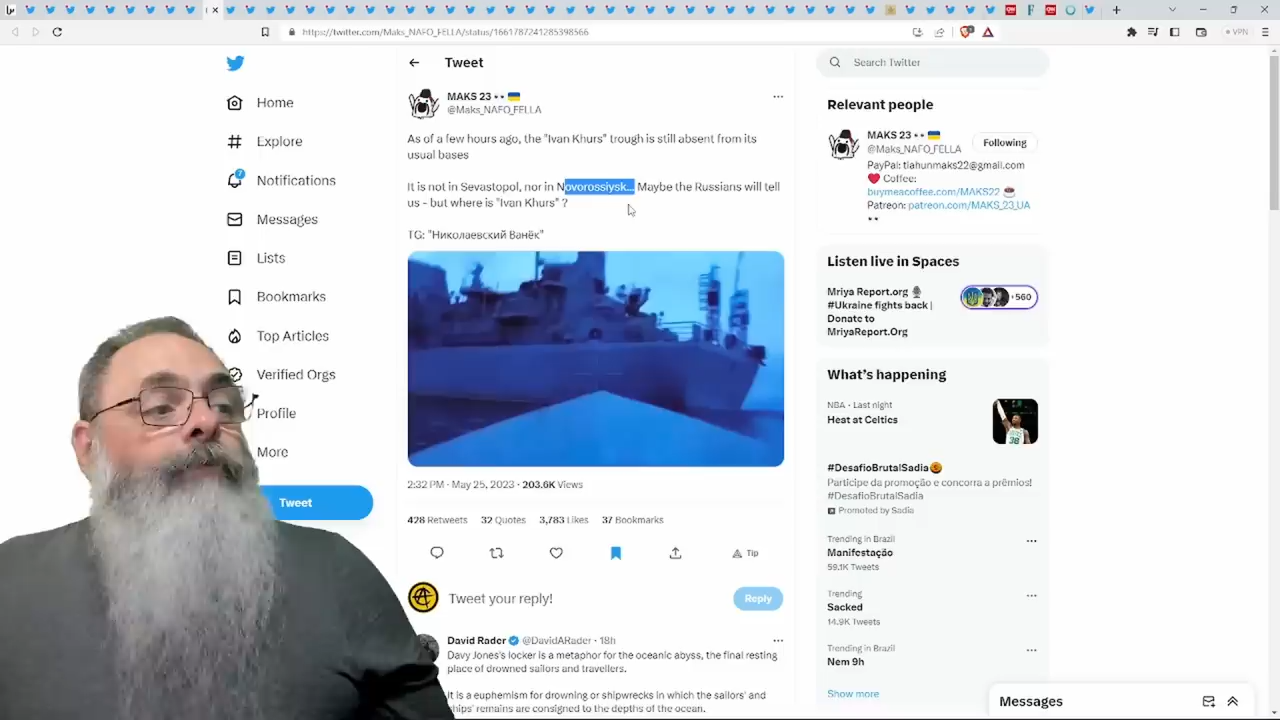 https://twitter.com/Maks_NAFO_FELLA/status/1661787241285398566
VPN
Home
Explore
7
Notifications
Messages
Lists
Bookmarks
Top Articles
Verified Orgs
Profile
More
Tweet
Tweet
MAKS 23
@Maks_NAFO_FELLA
As of a few hours ago, the "Ivan Khurs" trough is still absent from its
usual bases
It is not in Sevastopol, nor in Novorossiysk... Maybe the Russians will tell
us - but where is "Ivan Khurs" ?
TG: "Николаевский Ванёк"
2:32 PM · May 25, 2023 · 203.6K Views
428 Retweets 32 Quotes 3,783 Likes 37 Bookmarks
Tip
Tweet your reply!
Reply
David Rader @DavidARader · 18h
Davy Jones's locker is a metaphor for the oceanic abyss, the final resting
place of drowned sailors and travellers.
It is a euphemism for drowning or shipwrecks in which the sailors' and
ships' remains are consigned to the depths of the ocean.
Search Twitter
Relevant people
MAKS 23
@Maks_NAFO_FELLA
Following
PayPal: tiahunmaks22@gmail.com
Coffee:
buymeacoffee.com/MAKS22
Patreon: patreon.com/MAKS_23_UA
Listen live in Spaces
Mriya Report.org
#Ukraine fights back |
Donate to
MriyaReport.Org
+560
What's happening
NBA · Last night
Heat at Celtics
#DesafioBrutalSadia
Participe da promoção e concorra a prêmios!
#DesafioBrutalSadia
Promoted by Sadia
Trending in Brazil
Manifestação
59.1K Tweets
Trending
Sacked
14.9K Tweets
Trending in Brazil
Nem 9h
Show more
Messages